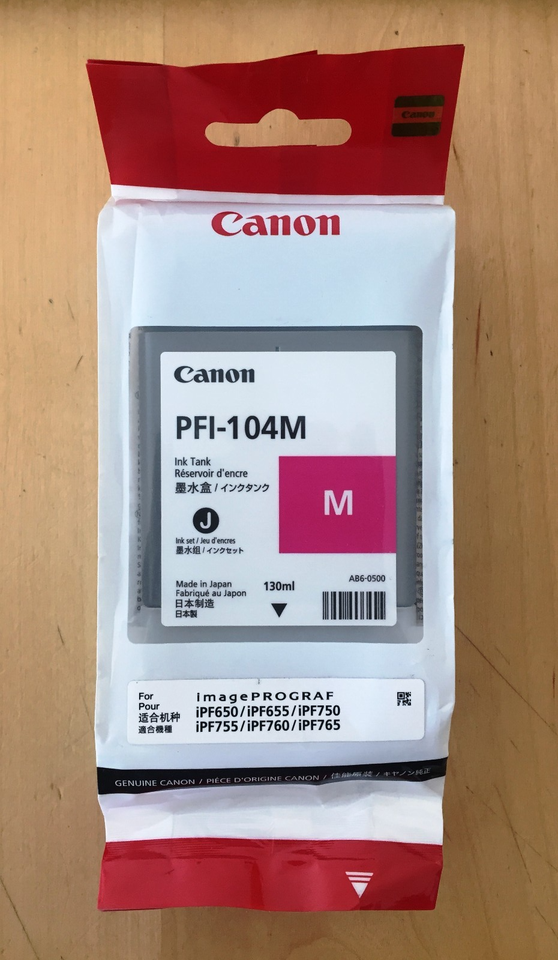 Canon
Canon
Canon
PFI-104M
Ink Tank
Réservoir d'encre
墨水盒 / インクタンク
M
J
Ink set / Jeu d'encres
墨水组 / インクセット
Made in Japan
Fabriqué au Japon
日本制造
日本製
130ml
AB6-0500
For
Pour
适合机种
適合機種
imagePROGRAF
iPF650/iPF655/iPF750
iPF755/iPF760/iPF765
GENUINE CANON / PIÈCE D'ORIGINE CANON / 佳能原装 / キヤノン純正